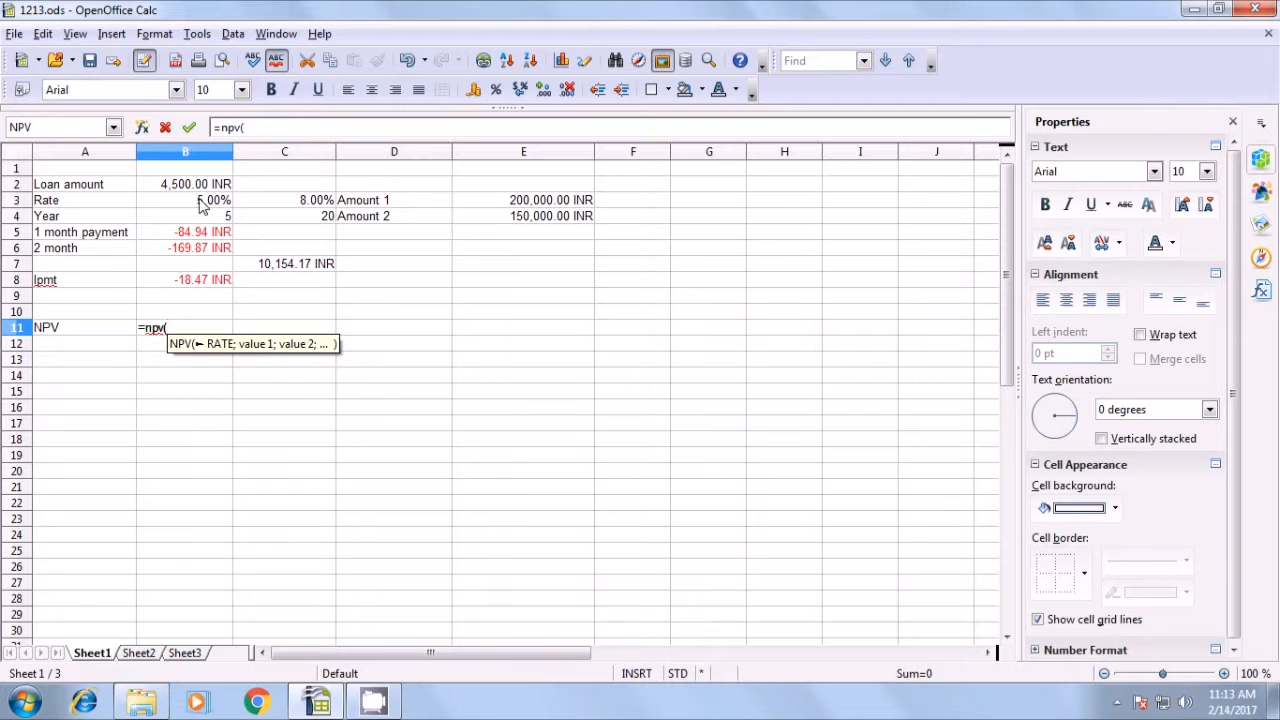 1213.ods - OpenOffice Calc
File Edit View Insert Format Tools Data Window Help
Find
Arial 10
NPV =npv(
A B C D E F G H I J
1
2 Loan amount 4,500.00 INR
3 Rate 5.00% 8.00% Amount 1 200,000.00 INR
4 Year 5 20 Amount 2 150,000.00 INR
5 1 month payment -84.94 INR
6 2 month -169.87 INR
7 10,154.17 INR
8 Ipmt -18.47 INR
9
10
11 NPV =npv(
12 NPV(► RATE; value 1; value 2; ... )
13
14
15
16
17
18
19
20
21
22
23
24
25
26
27
28
29
30
Sheet1 Sheet2 Sheet3
Sheet 1 / 3 Default INSRT STD * Sum=0 100 %
Properties
Text
Arial 10
Alignment
Left indent:
0 pt
Wrap text
Merge cells
Text orientation:
0 degrees
Vertically stacked
Cell Appearance
Cell background:
Cell border:
Show cell grid lines
Number Format
11:13 AM
2/14/2017